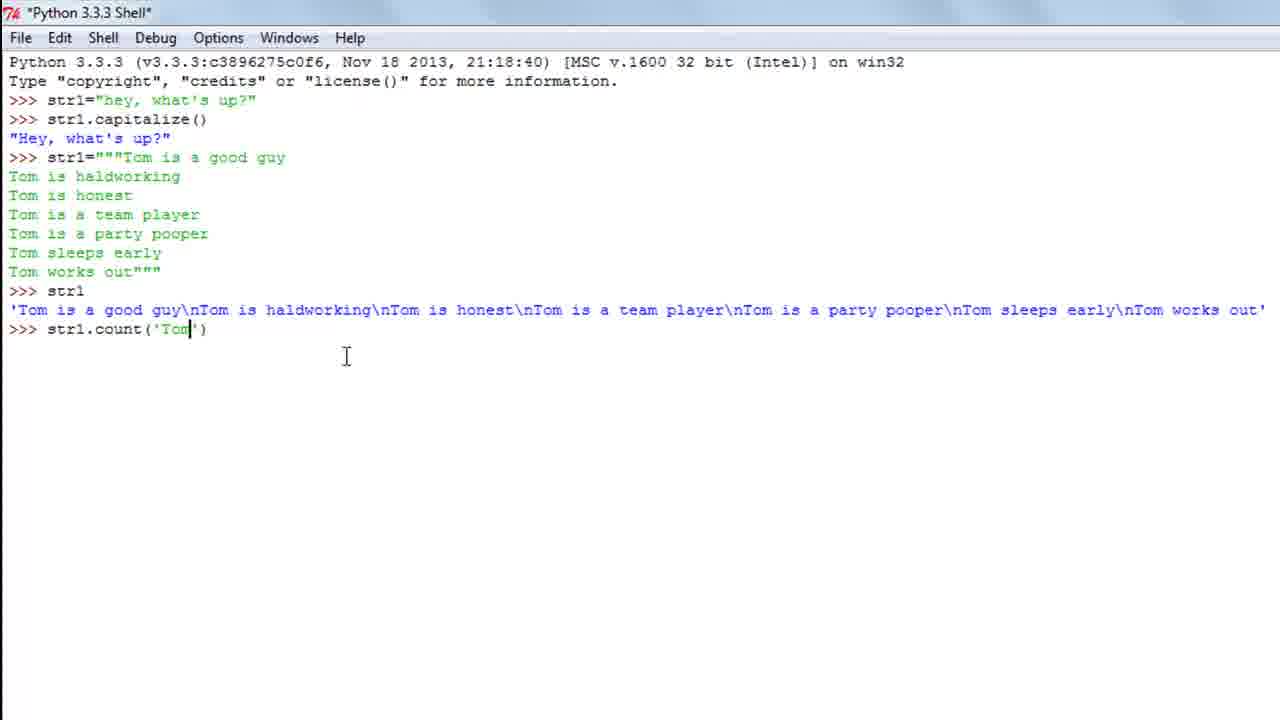 *Python 3.3.3 Shell*
File Edit Shell Debug Options Windows Help
Python 3.3.3 (v3.3.3:c3896275c0f6, Nov 18 2013, 21:18:40) [MSC v.1600 32 bit (Intel)] on win32
Type "copyright", "credits" or "license()" for more information.
>>> str1="hey, what's up?"
>>> str1.capitalize()
"Hey, what's up?"
>>> str1="""Tom is a good guy
Tom is haldworking
Tom is honest
Tom is a team player
Tom is a party pooper
Tom sleeps early
Tom works out"""
>>> str1
'Tom is a good guy\nTom is haldworking\nTom is honest\nTom is a team player\nTom is a party pooper\nTom sleeps early\nTom works out'
>>> str1.count('Tom')